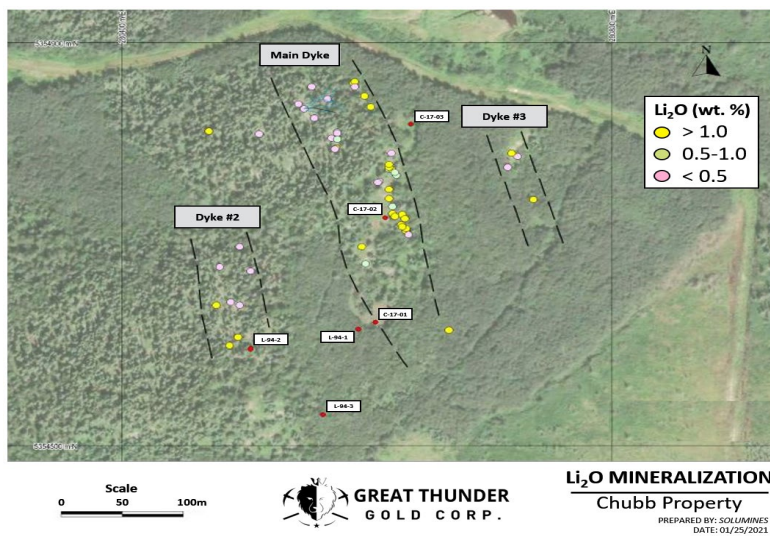 5354900 mN
Main Dyke
N
Li2O (wt. %)
> 1.0
0.5-1.0
< 0.5
C-17-03
Dyke #3
C-17-02
Dyke #2
C-17-01
L-94-1
L-94-2
L-94-3
Scale
0 50 100m
GREAT THUNDER
GOLD CORP.
Li2O MINERALIZATION
Chubb Property
PREPARED BY: SOLUMINES
DATE: 01/25/2021